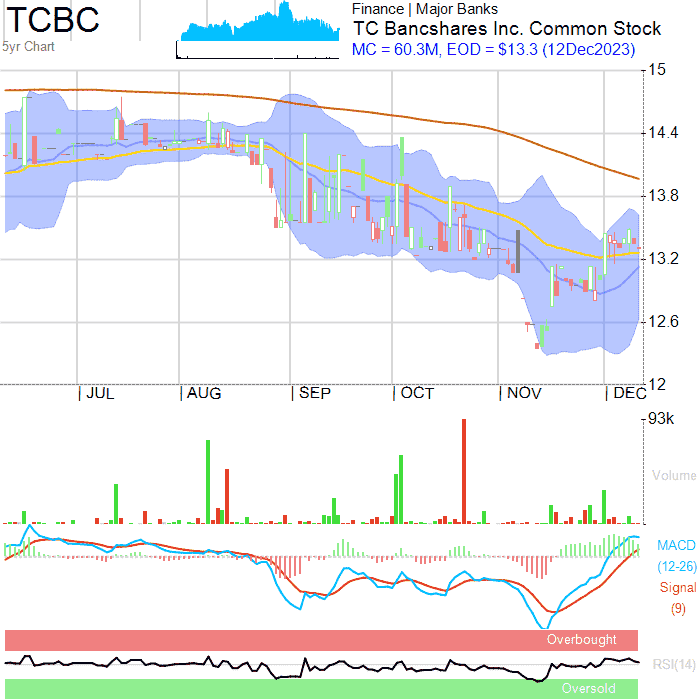 TCBC
5yr Chart
Finance | Major Banks
TC Bancshares Inc. Common Stock
MC = 60.3M, EOD = $13.3 (12Dec2023)
15
14.4
13.8
13.2
12.6
12
| JUL | AUG | SEP | OCT | NOV | DEC
93k
Volume
MACD
(12-26)
Signal
(9)
Overbought
RSI(14)
Oversold